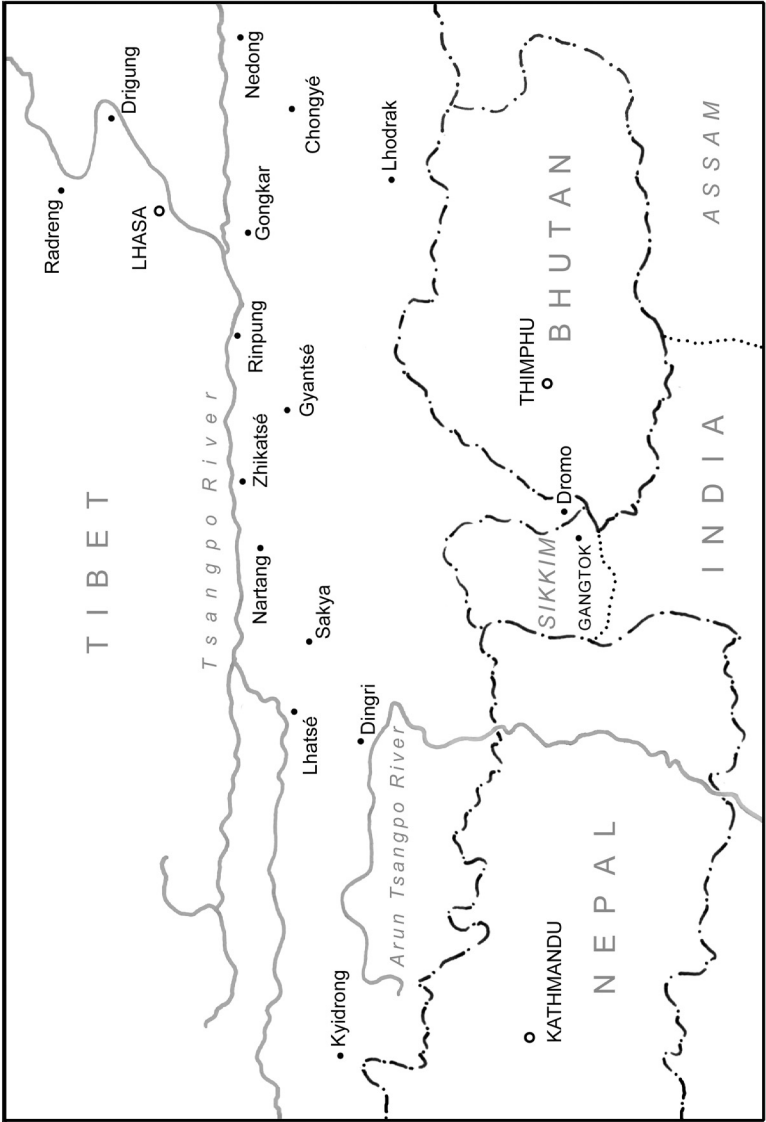 TIBET
Radreng
Drigung
LHASA
Tsangpo River
Nedong
Gongkar
Rinpung
Zhikatsé
Nartang
Chongyé
Gyantsé
Sakya
Lhatsé
Lhodrak
Dingri
Kyidrong
Arun Tsangpo River
BHUTAN
THIMPHU
Dromo
SIKKIM
GANGTOK
KATHMANDU
NEPAL
INDIA
ASSAM